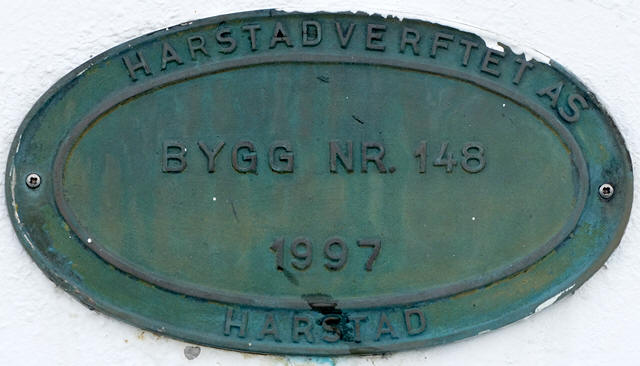 HARSTADVERFTET AS
BYGG NR. 148
1997
HARSTAD